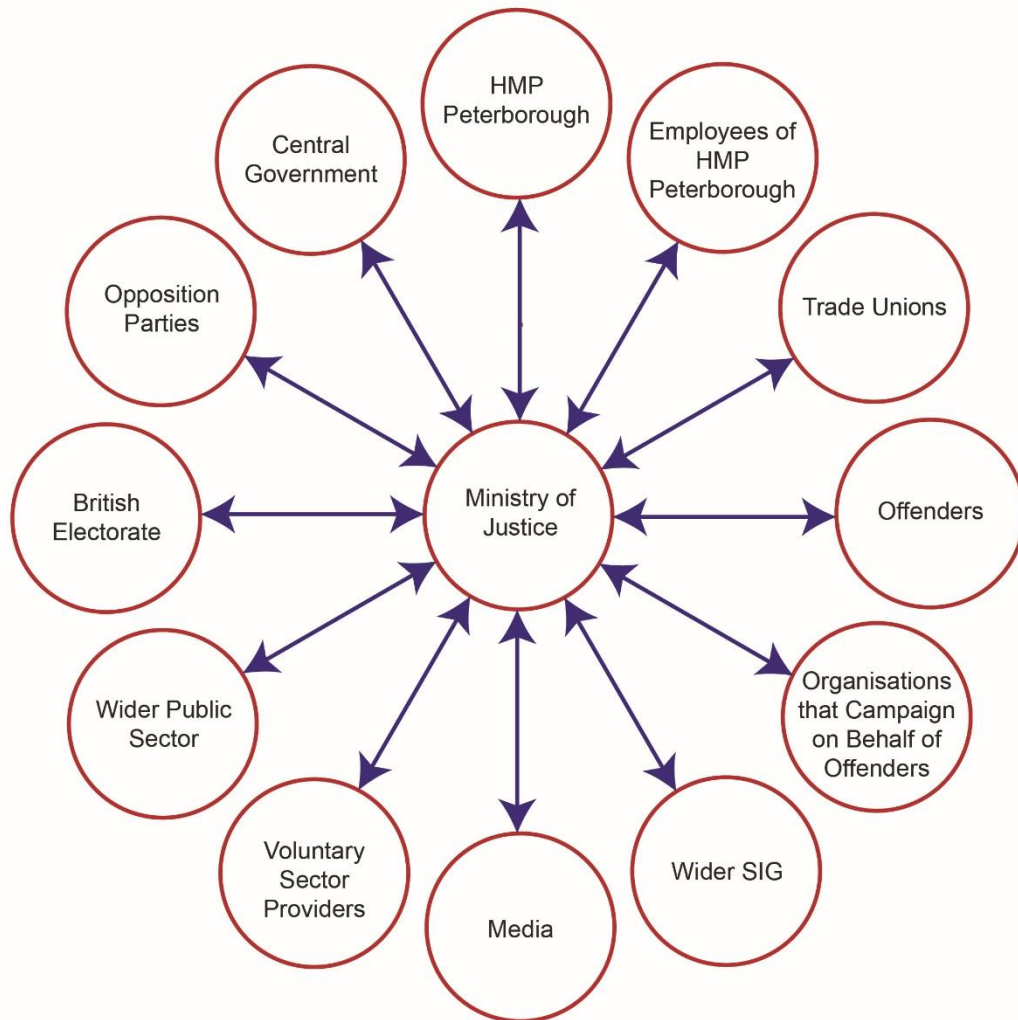 HMP
Peterborough
Employees of
HMP
Peterborough
Trade Unions
Offenders
Organisations
that Campaign
on Behalf of
Offenders
Wider SIG
Media
Voluntary
Sector
Providers
Wider Public
Sector
British
Electorate
Opposition
Parties
Central
Government
Ministry of
Justice